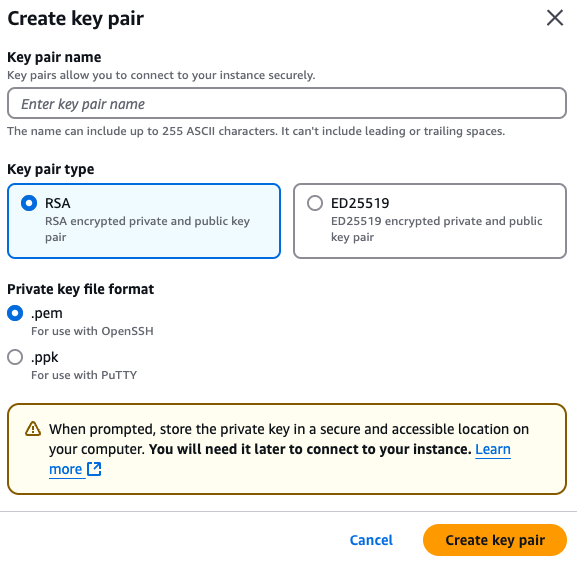 Create key pair
Key pair name
Key pairs allow you to connect to your instance securely.
Enter key pair name
The name can include up to 255 ASCII characters. It can't include leading or trailing spaces.
Key pair type
RSA
RSA encrypted private and public key
pair
ED25519
ED25519 encrypted private and public
key pair
Private key file format
.pem
For use with OpenSSH
.ppk
For use with PuTTY
When prompted, store the private key in a secure and accessible location on
your computer. You will need it later to connect to your instance. Learn
more
Cancel
Create key pair